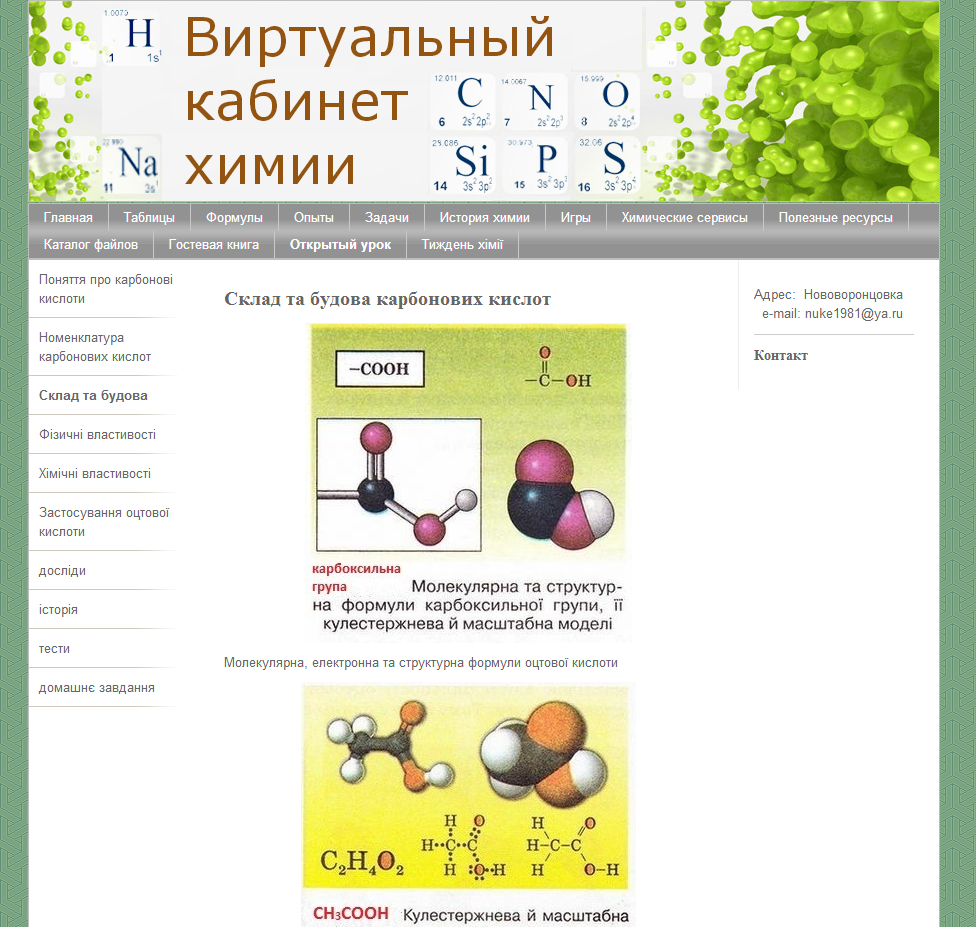 1.0079
H
1 1s¹
Виртуальный
кабинет
химии
12.011
C
6 2s²2p²
14.0067
N
7 2s²2p³
15.999
O
8 2s²2p⁴
22.990
Na
11 3s¹
28.086
Si
14 3s²3p²
30.973
P
15 3s²3p³
32.06
S
16 3s²3p⁴
Главная Таблицы Формулы Опыты Задачи История химии Игры Химические сервисы Полезные ресурсы
Каталог файлов Гостевая книга Открытый урок Тиждень хімії
Поняття про карбонові
кислоти
Номенклатура
карбонових кислот
Склад та будова
Фізичні властивості
Хімічні властивості
Застосування оцтової
кислоти
досліди
історія
тести
домашнє завдання
Склад та будова карбонових кислот
–COOH
O
–C–OH
карбоксильна
група
Молекулярна та структур-
на формули карбоксильної групи, її
кулестержнева й масштабна моделі
Молекулярна, електронна та структурна формули оцтової кислоти
H O
H••C••C
H O••H
H O
H–C–C
H O–H
C₂H₄O₂
CH₃COOH Кулестержнева й масштабна
Адрес: Нововоронцовка
e-mail: nuke1981@ya.ru
Контакт